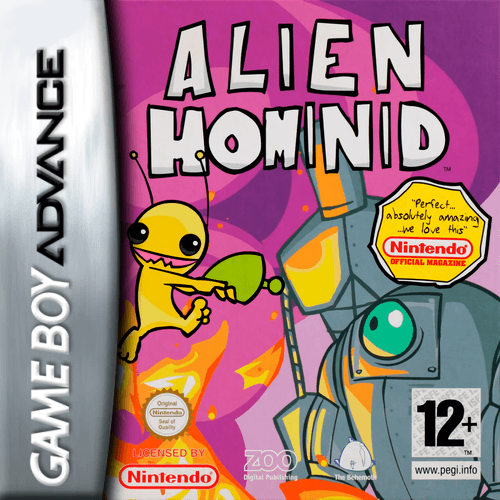 GAME BOY ADVANCE
ALIEN
HOMINID
TM
"Perfect...
absolutely amazing
...we love this"
Nintendo
OFFICIAL MAGAZINE
Original
Nintendo
Seal of
Quality
LICENSED BY
Nintendo
ZOO
Digital Publishing
The Behemoth
12+
www.pegi.info